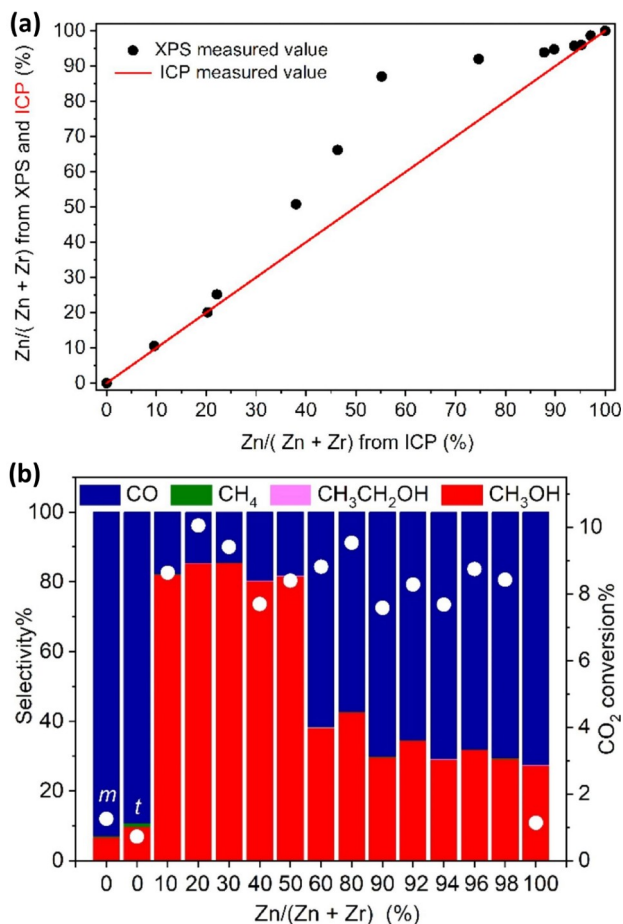 (a)
Zn/( Zn + Zr) from XPS and ICP (%)
100
90
80
70
60
50
40
30
20
10
0
XPS measured value
ICP measured value
0 10 20 30 40 50 60 70 80 90 100
Zn/( Zn + Zr) from ICP (%)
(b)
CO CH₄ CH₃CH₂OH CH₃OH
Selectivity%
100
80
60
40
20
0
m t
10
8
6
4
2
0
CO₂ conversion%
0 0 10 20 30 40 50 60 80 90 92 94 96 98 100
Zn/(Zn + Zr) (%)